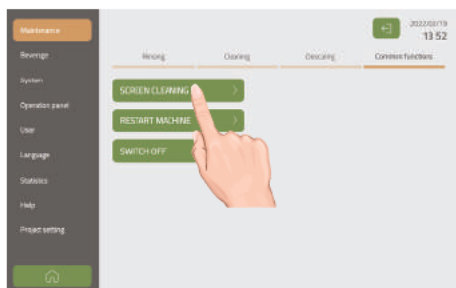 Maintenance
2022/03/19
13 52
Beverage
Rinsing
Cleaning
Descaling
Common functions
System
SCREEN CLEANING
Operation panel
RESTART MACHINE
User
SWITCH OFF
Language
Statistics
Help
Project setting